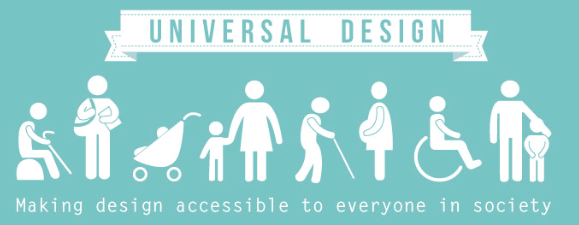 UNIVERSAL DESIGN
Making design accessible to everyone in society